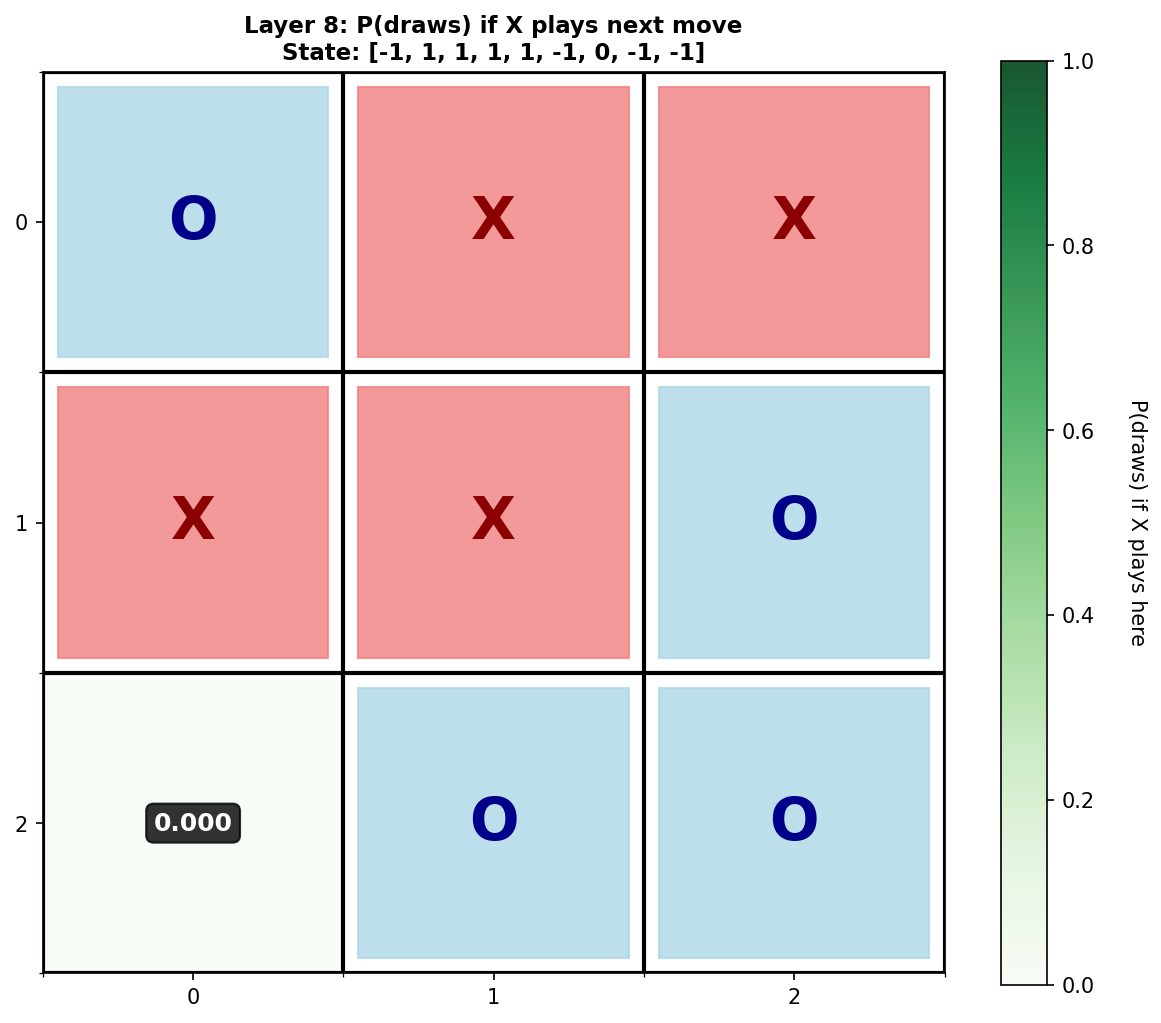 Layer 8: P(draws) if X plays next move
State: [-1, 1, 1, 1, 1, -1, 0, -1, -1]
0
O
X
X
1
X
X
O
2
0.000
O
O
0
1
2
1.0
0.8
0.6
0.4
0.2
0.0
P(draws) if X plays here